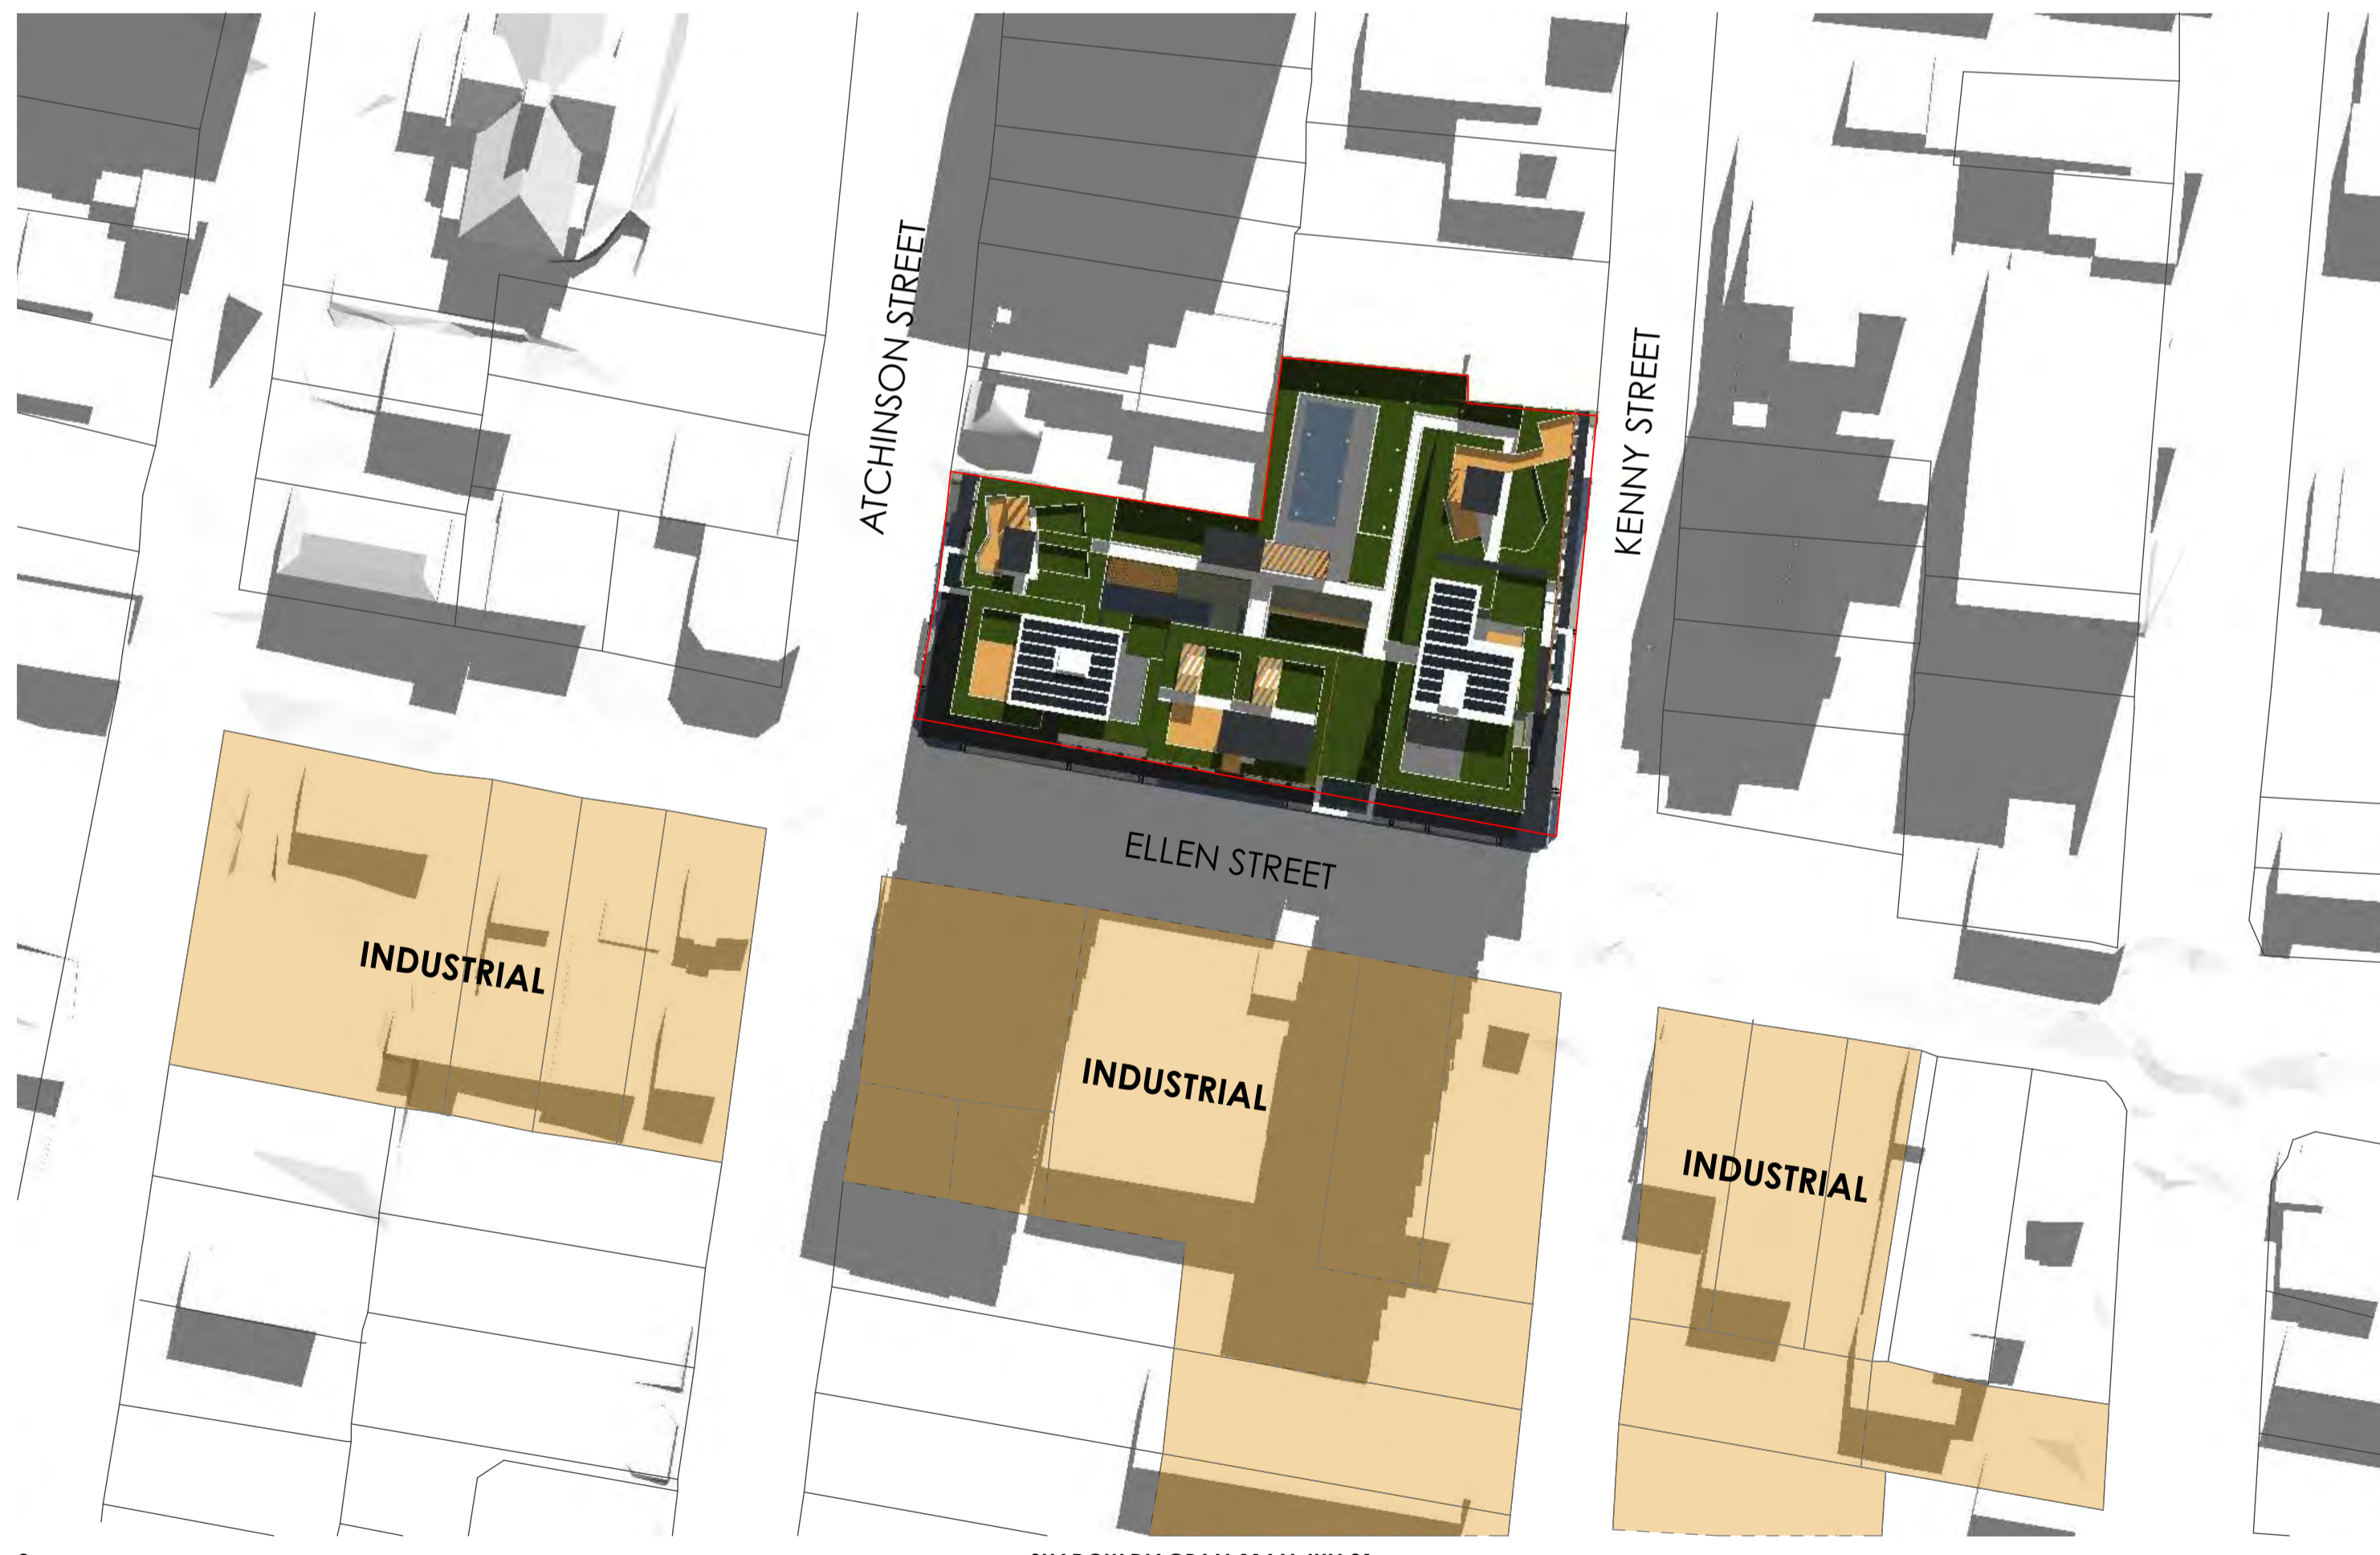 ATCHINSON STREET
KENNY STREET
ELLEN STREET
INDUSTRIAL
INDUSTRIAL
INDUSTRIAL